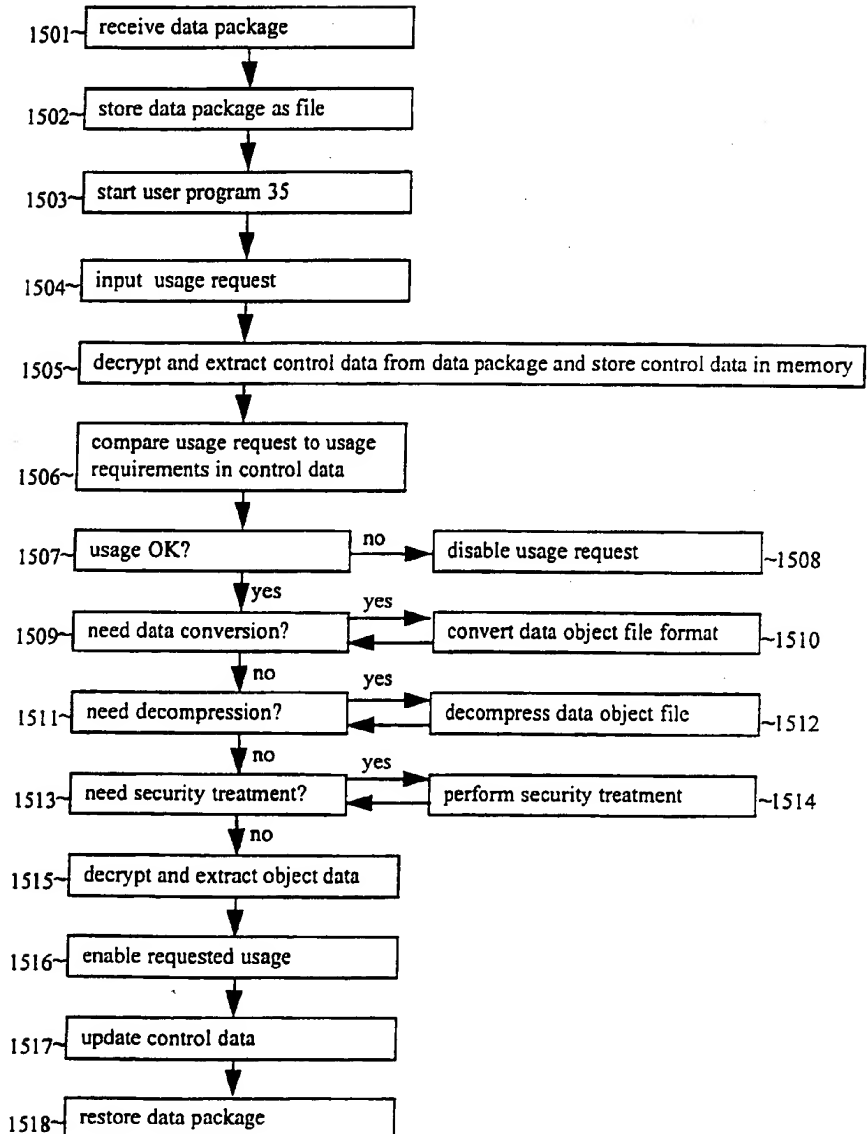 1501~ receive data package
1502~ store data package as file
1503~ start user program 35
1504~ input usage request
1505~ decrypt and extract control data from data package and store control data in memory
compare usage request to usage
1506~ requirements in control data
1507~ usage OK? no disable usage request ~1508
yes
yes
1509~ need data conversion? convert data object file format ~1510
no
yes
1511~ need decompression? decompress data object file ~1512
no
yes
1513~ need security treatment? perform security treatment ~1514
no
1515~ decrypt and extract object data
1516~ enable requested usage
1517~ update control data
1518~ restore data package